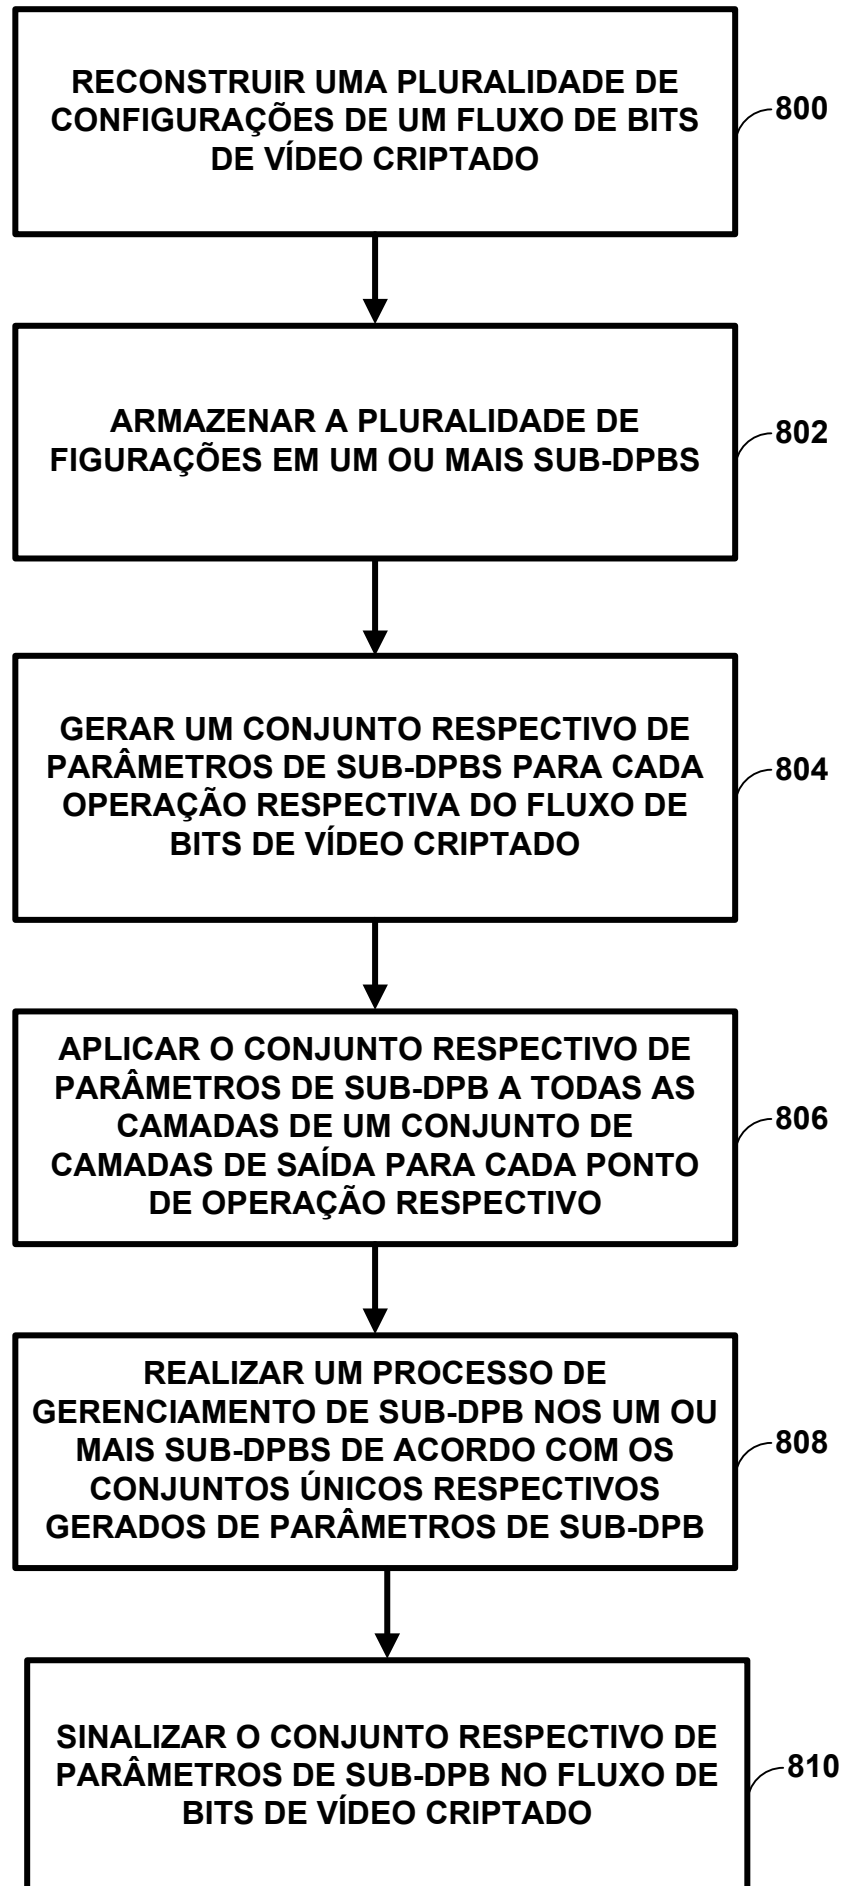 RECONSTRUIR UMA PLURALIDADE DE
CONFIGURAÇÕES DE UM FLUXO DE BITS
DE VÍDEO CRIPTADO
800
ARMAZENAR A PLURALIDADE DE
FIGURAÇÕES EM UM OU MAIS SUB-DPBS
802
GERAR UM CONJUNTO RESPECTIVO DE
PARÂMETROS DE SUB-DPBS PARA CADA
OPERAÇÃO RESPECTIVA DO FLUXO DE
BITS DE VÍDEO CRIPTADO
804
APLICAR O CONJUNTO RESPECTIVO DE
PARÂMETROS DE SUB-DPB A TODAS AS
CAMADAS DE UM CONJUNTO DE
CAMADAS DE SAÍDA PARA CADA PONTO
DE OPERAÇÃO RESPECTIVO
806
REALIZAR UM PROCESSO DE
GERENCIAMENTO DE SUB-DPB NOS UM OU
MAIS SUB-DPBS DE ACORDO COM OS
CONJUNTOS ÚNICOS RESPECTIVOS
GERADOS DE PARÂMETROS DE SUB-DPB
808
SINALIZAR O CONJUNTO RESPECTIVO DE
PARÂMETROS DE SUB-DPB NO FLUXO DE
BITS DE VÍDEO CRIPTADO
810